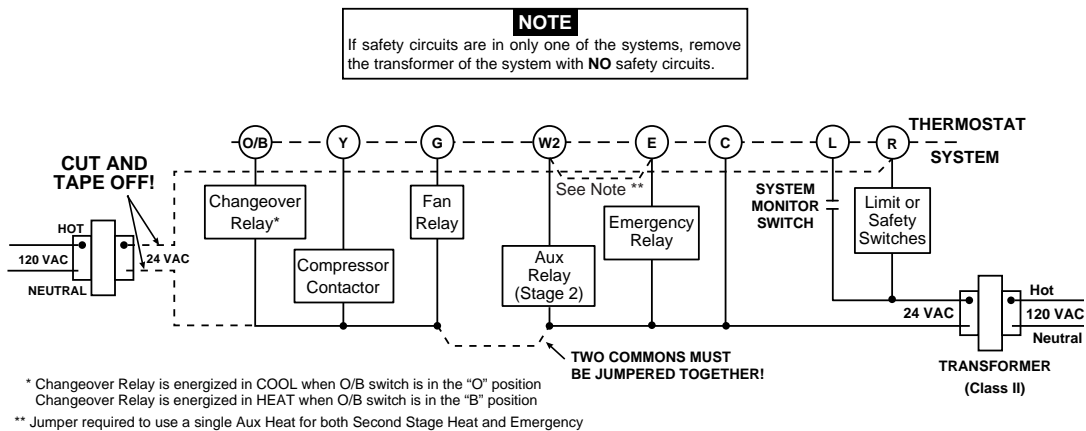 NOTE
If safety circuits are in only one of the systems, remove
the transformer of the system with NO safety circuits.
O/B
Y
G
W2
E
C
L
R
THERMOSTAT
SYSTEM
CUT AND
TAPE OFF!
See Note **
SYSTEM
MONITOR
SWITCH
Changeover
Relay*
Fan
Relay
Emergency
Relay
Limit or
Safety
Switches
HOT
120 VAC
24 VAC
NEUTRAL
Compressor
Contactor
Aux
Relay
(Stage 2)
24 VAC
Hot
120 VAC
Neutral
TWO COMMONS MUST
BE JUMPERED TOGETHER!
TRANSFORMER
(Class II)
* Changeover Relay is energized in COOL when O/B switch is in the “O” position
Changeover Relay is energized in HEAT when O/B switch is in the “B” position
** Jumper required to use a single Aux Heat for both Second Stage Heat and Emergency